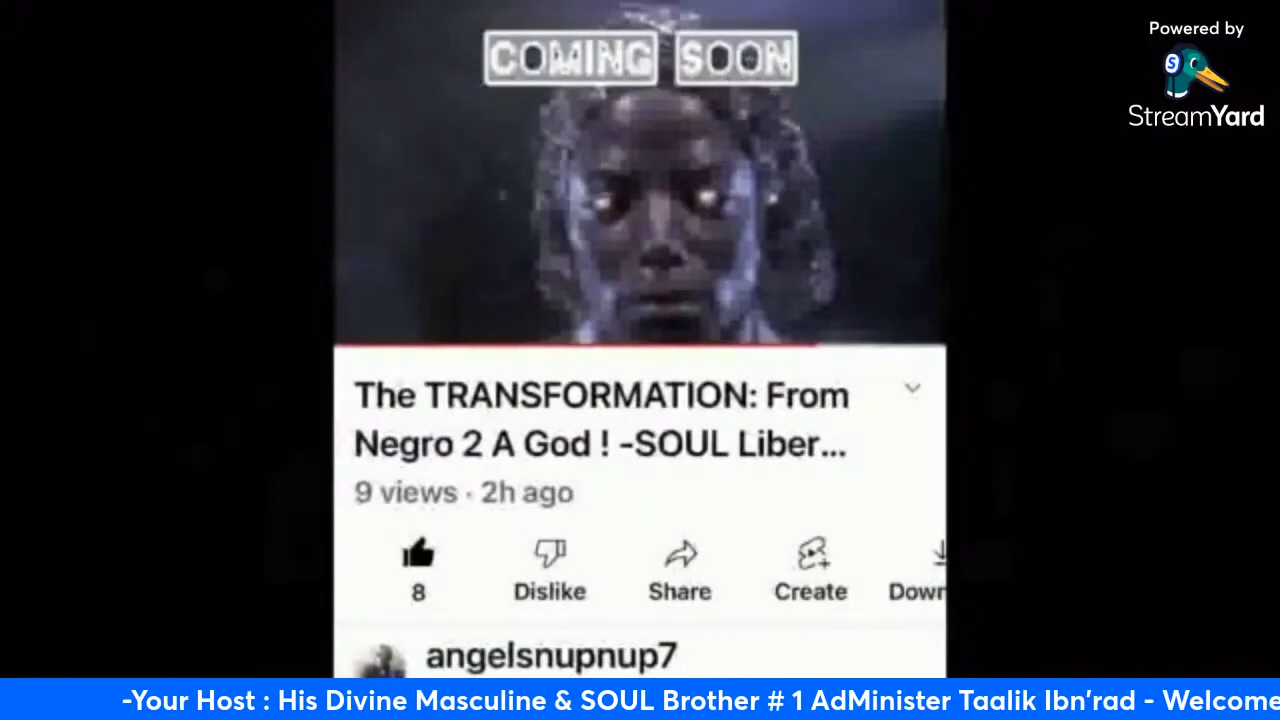 Powered by
StreamYard
COMING SOON
The TRANSFORMATION: From
Negro 2 A God ! -SOUL Liber...
9 views · 2h ago
8 Dislike Share Create Down
angelsnupnup7
-Your Host : His Divine Masculine & SOUL Brother # 1 AdMinister Taalik Ibn'rad - Welcome